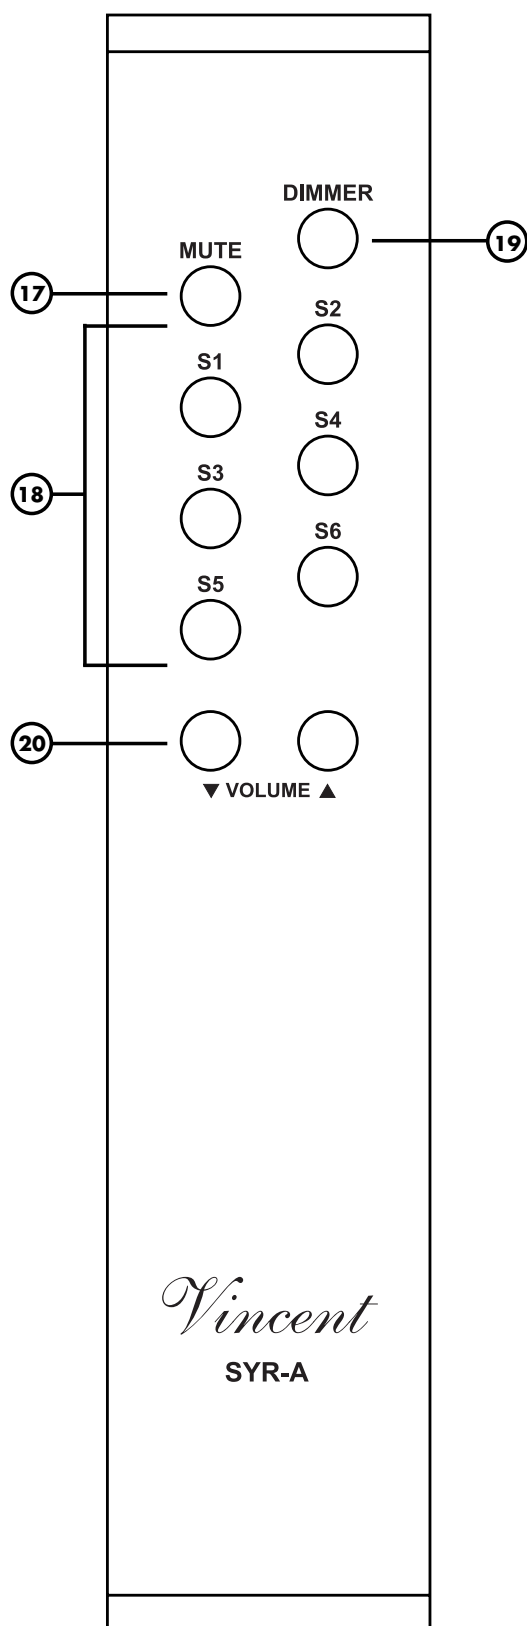 DIMMER
19
MUTE
17
S2
S1
S4
18
S3
S6
S5
20
▼ VOLUME ▲
Vincent
SYR-A